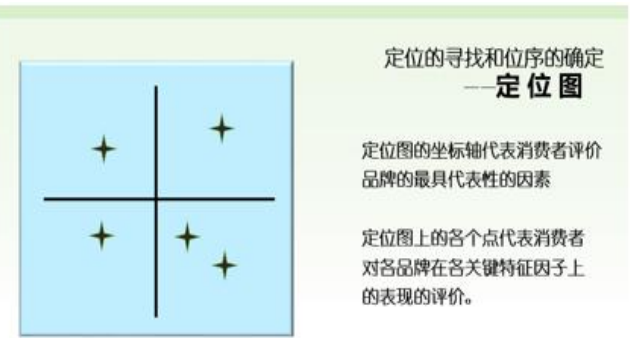 定位的寻找和位序的确定
——定位图
定位图的坐标轴代表消费者评价
品牌的最具代表性的因素
定位图上的各个点代表消费者
对各品牌在各关键特征因子上
的表现的评价。